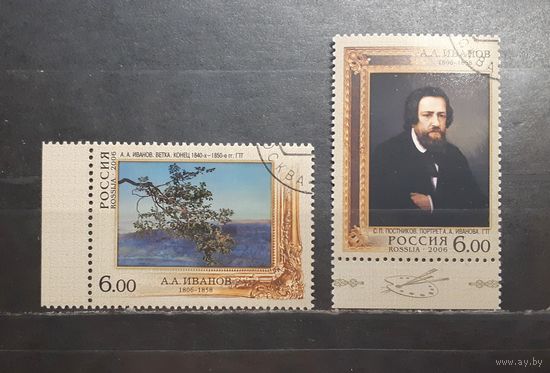 А. А. ИВАНОВ. ВЕТКА. КОНЕЦ 1840-х – 1850-е гг. ГТГ
РОССИЯ
ROSSIJA 2006
6.00
А.А. ИВАНОВ
1806-1858
СКВА
А.А. ИВАНОВ
1806-1858
С. П. ПОСТНИКОВ. ПОРТРЕТ А. А. ИВАНОВА. ГТГ
РОССИЯ
ROSSIJA · 2006
6.00
www.ay.by